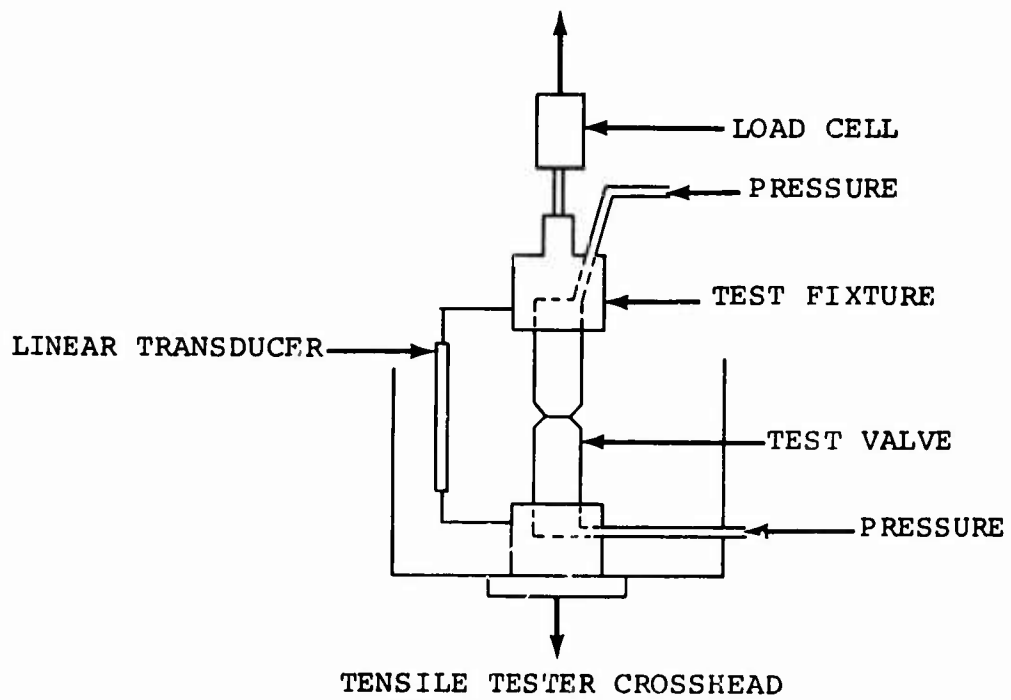 LOAD CELL
PRESSURE
TEST FIXTURE
LINEAR TRANSDUCER
TEST VALVE
PRESSURE
TENSILE TESTER CROSSHEAD